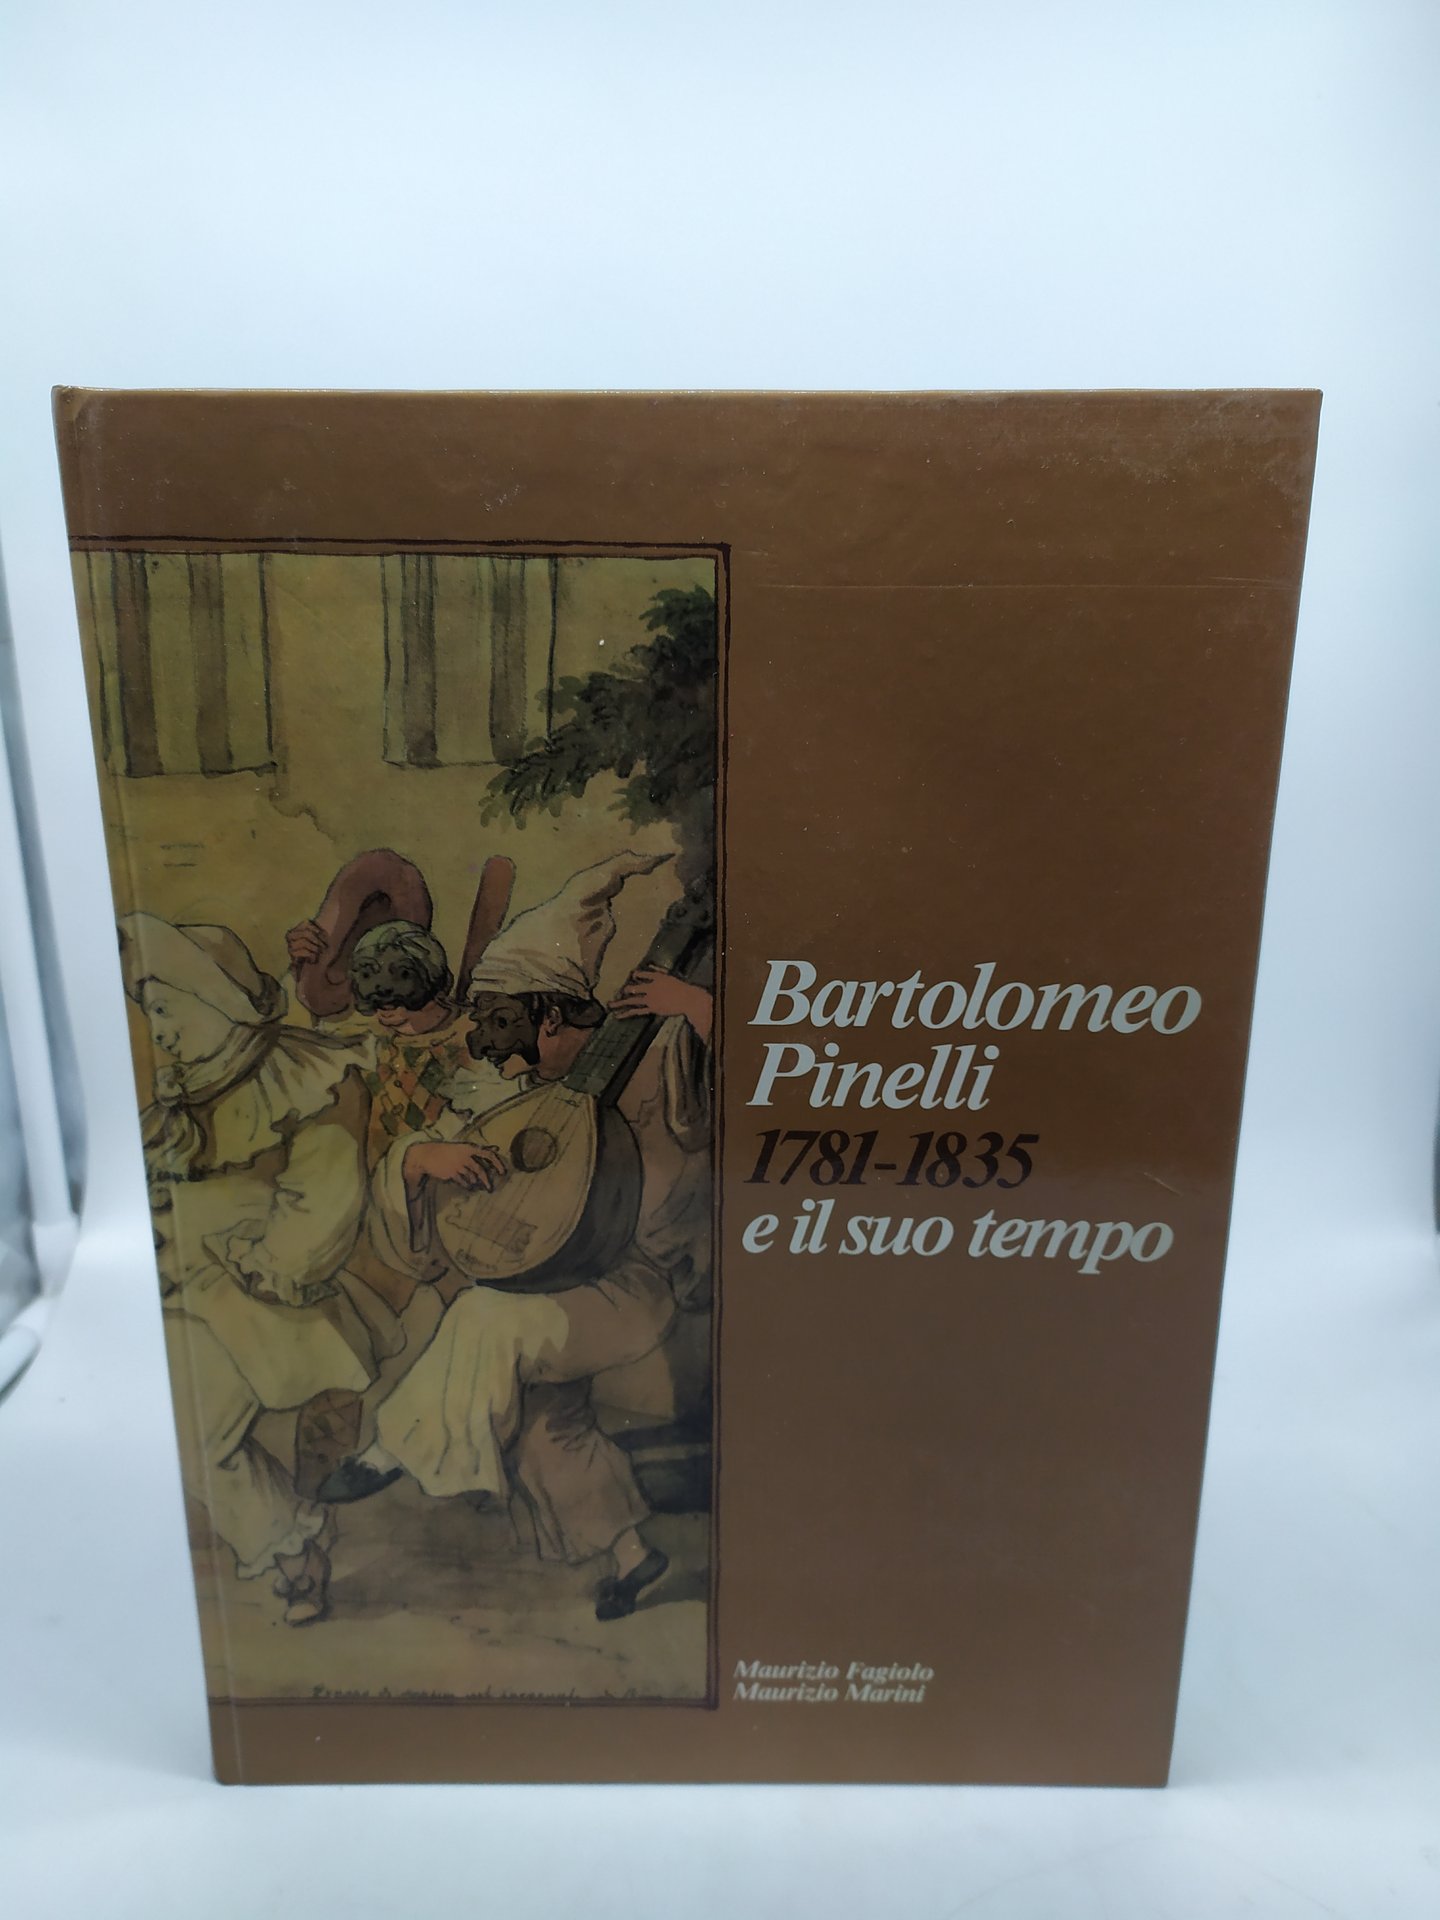 Bartolomeo
Pinelli
1781-1835
e il suo tempo
Maurizio Fagiolo
Maurizio Marini